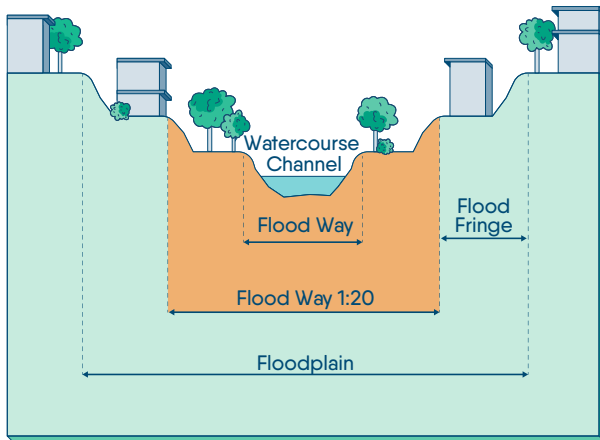 Watercourse
Channel
Flood Way
Flood
Fringe
Flood Way 1:20
Floodplain